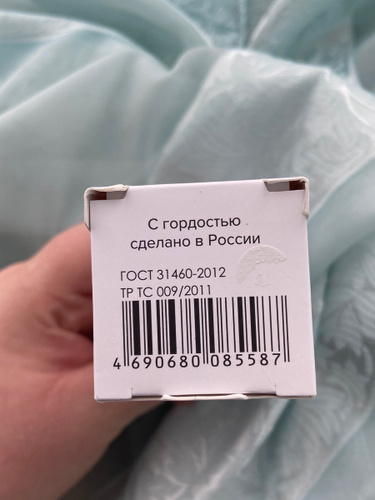 С гордостью
сделано в России
ГОСТ 31460-2012
ТР ТС 009/2011
4 690680 085587